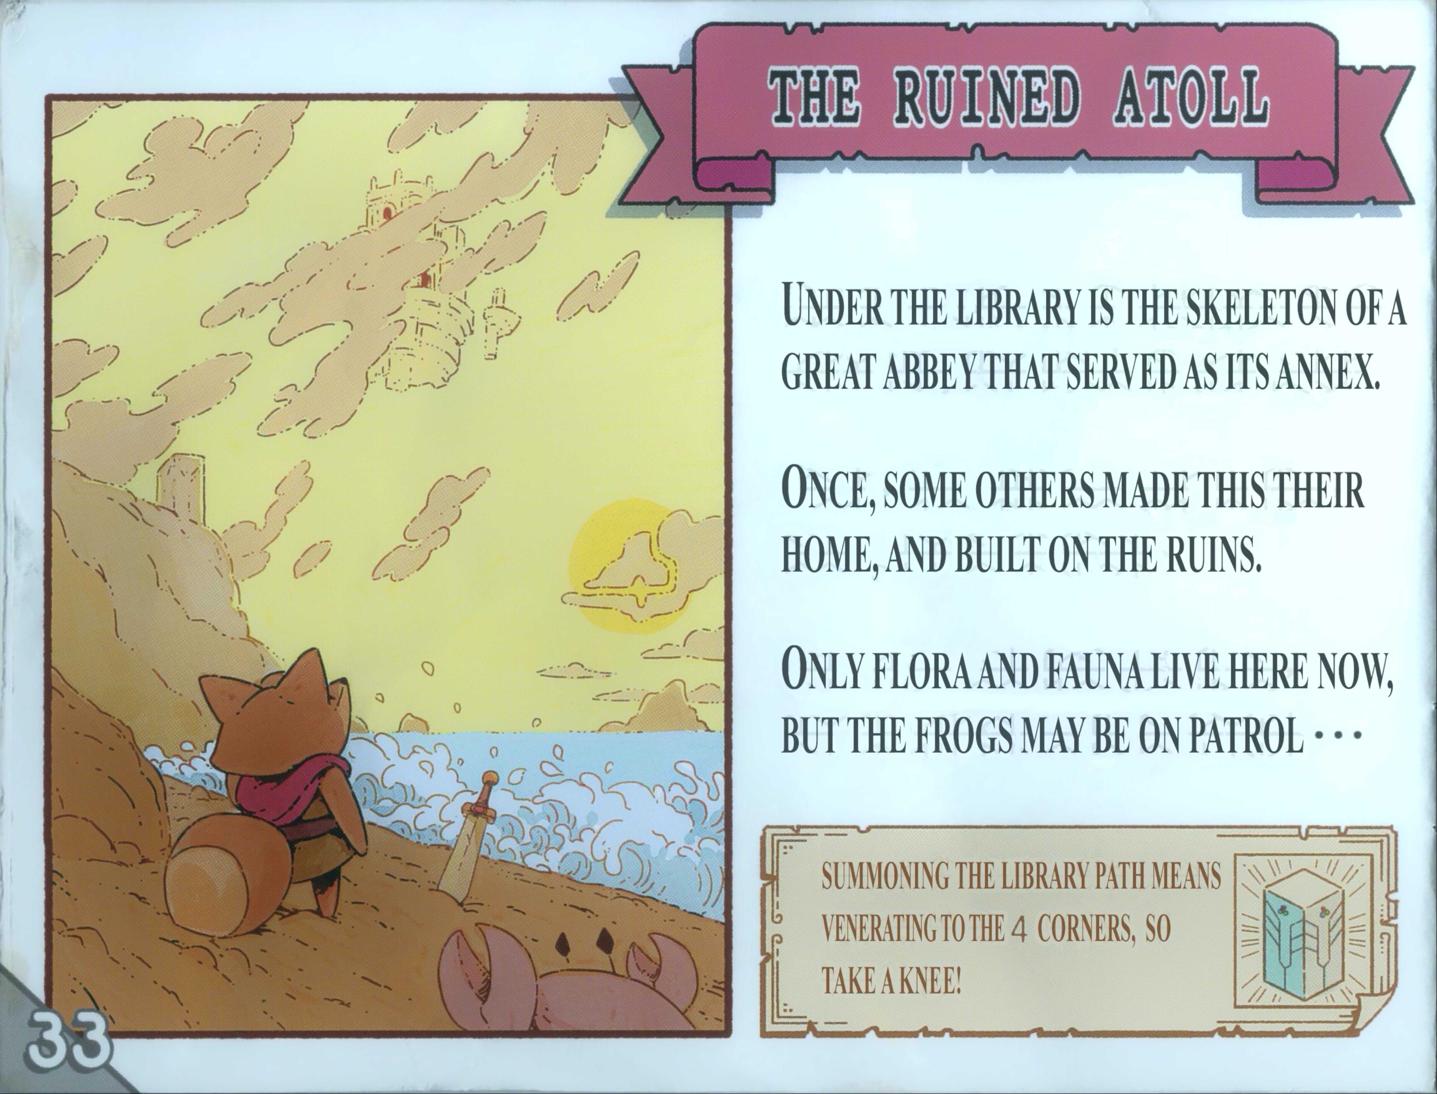 THE RUINED ATOLL
UNDER THE LIBRARY IS THE SKELETON OF A
GREAT ABBEY THAT SERVED AS ITS ANNEX.
ONCE, SOME OTHERS MADE THIS THEIR
HOME, AND BUILT ON THE RUINS.
ONLY FLORA AND FAUNA LIVE HERE NOW,
BUT THE FROGS MAY BE ON PATROL ···
SUMMONING THE LIBRARY PATH MEANS
VENERATING TO THE 4 CORNERS, SO
TAKE A KNEE!
33